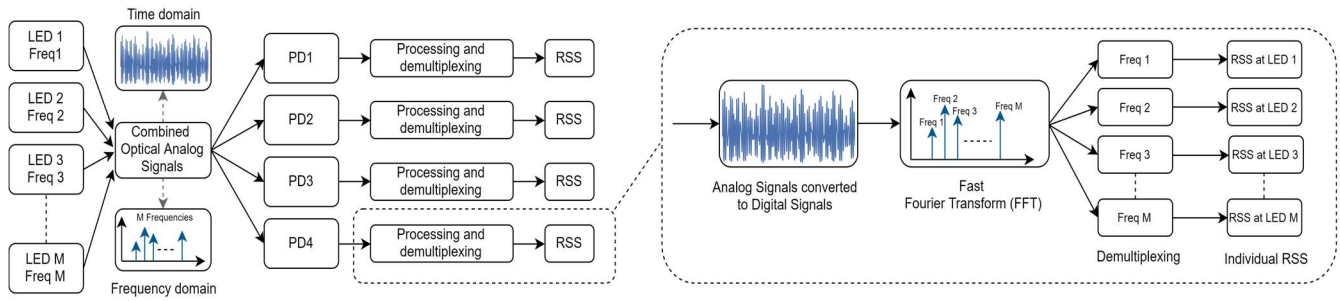 LED 1
Freq1
LED 2
Freq 2
LED 3
Freq 3
LED M
Freq M
Time domain
Combined
Optical Analog
Signals
M Frequencies
Frequency domain
PD1
Processing and
demultiplexing
RSS
PD2
Processing and
demultiplexing
RSS
PD3
Processing and
demultiplexing
RSS
PD4
Processing and
demultiplexing
RSS
Analog Signals converted
to Digital Signals
Freq 1
Freq 2
Freq 3
Freq M
Fast
Fourier Transform (FFT)
Freq 1
RSS at LED 1
Freq 2
RSS at LED 2
Freq 3
RSS at LED 3
Freq M
RSS at LED M
Demultiplexing
Individual RSS